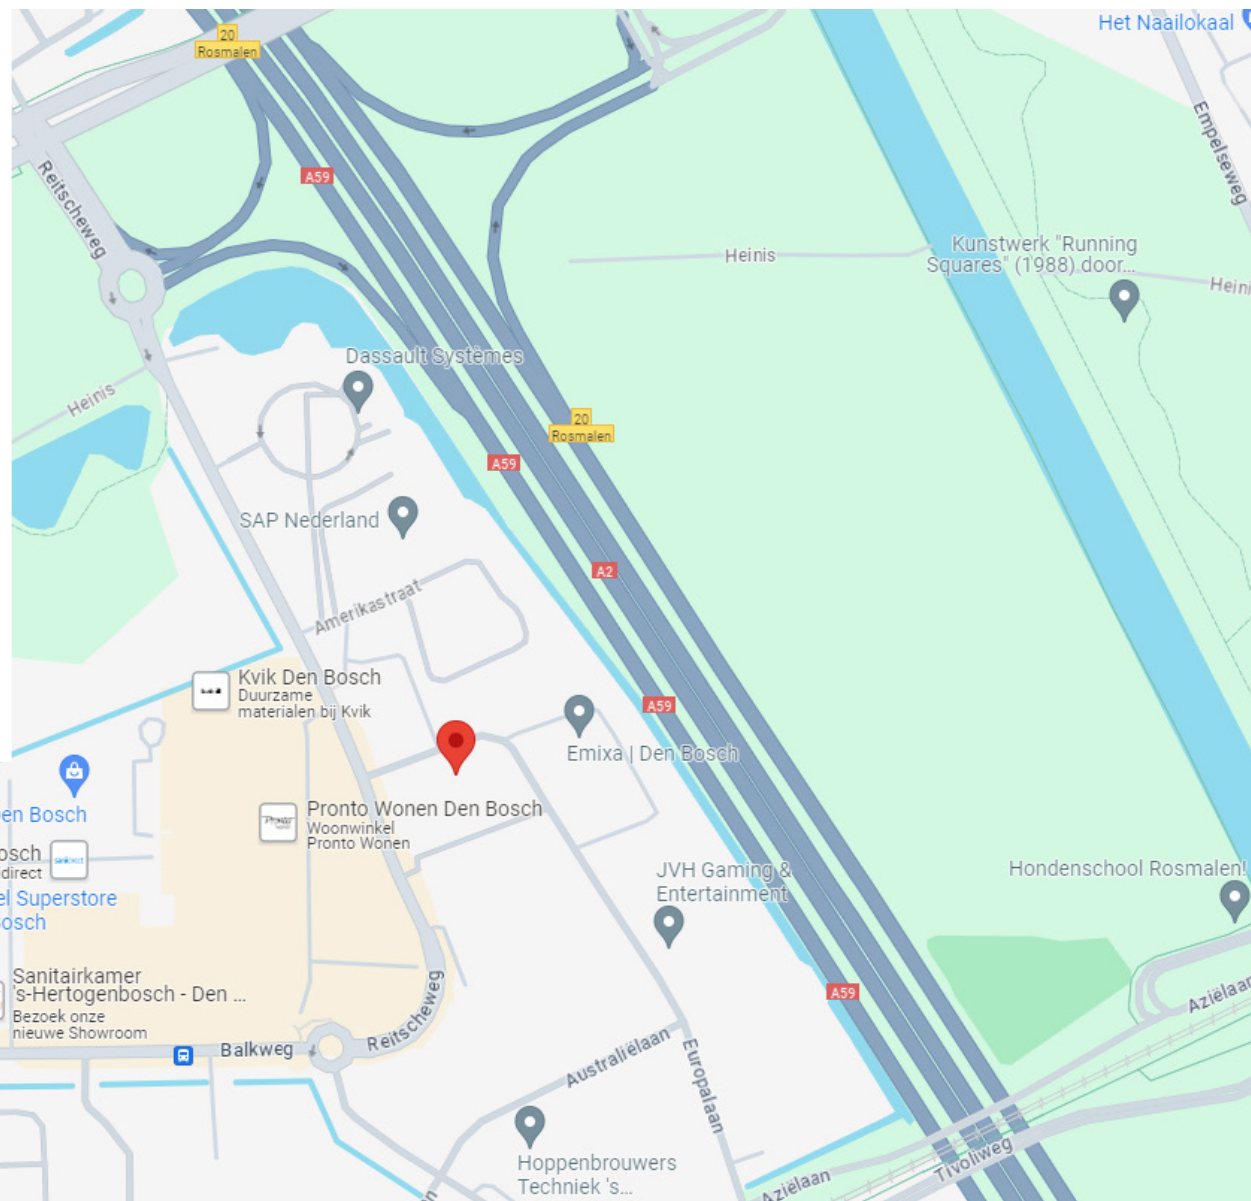 Het Naailokaal
20
Rosmalen
Empelseweg
Reitscheweg
A59
Heinis
Kunstwerk "Running
Squares" (1988) door...
Heini
Dassault Systèmes
Heinis
20
Rosmalen
A59
SAP Nederland
A2
Amerikastraat
Kvik Den Bosch
Duurzame
materialen bij Kvik
A59
Emixa | Den Bosch
en Bosch
Pronto Wonen Den Bosch
Woonwinkel
Pronto Wonen
Pronto
osch
direct
sanidirect
el Superstore
osch
JVH Gaming &
Entertainment
Hondenschool Rosmalen!
Sanitairkamer
's-Hertogenbosch - Den ...
Bezoek onze
nieuwe Showroom
A59
Reitscheweg
Aziëlaan
Balkweg
Australiëlaan
Europalaan
Hoppenbrouwers
Techniek 's...
Aziëlaan
Tivoliweg